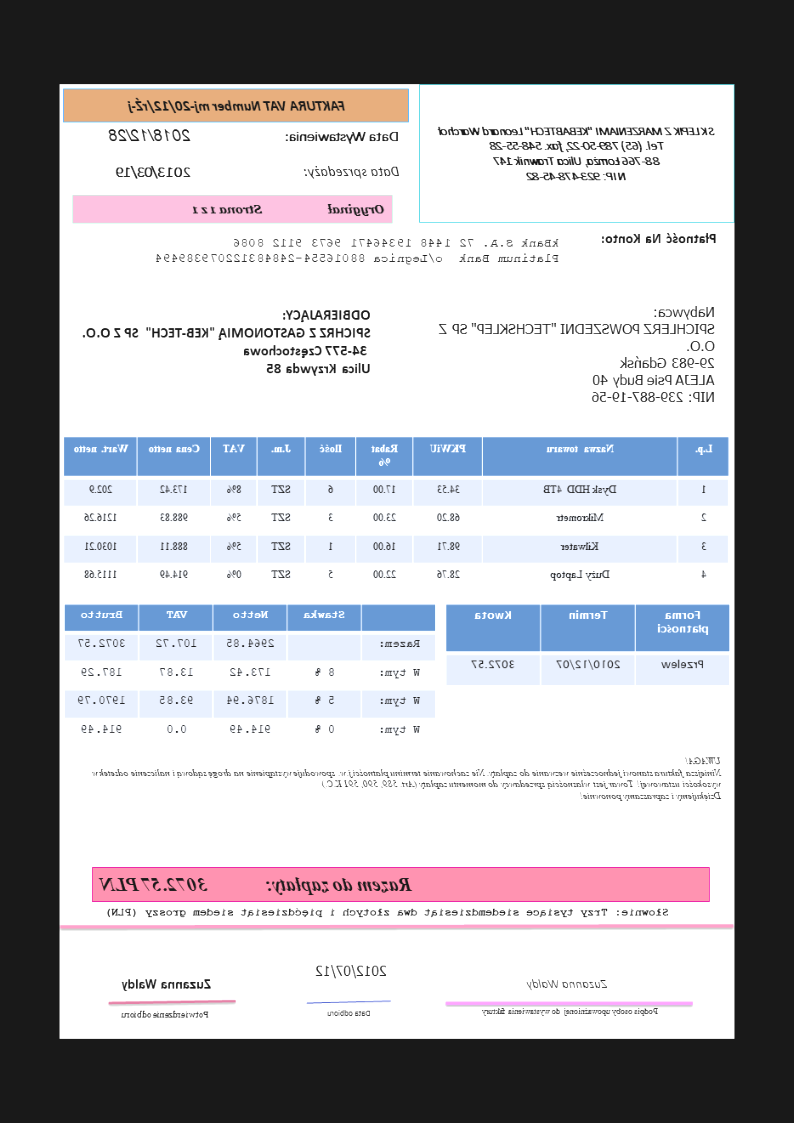 SKLEPIK Z MARZENIAMI "KEBABTECH" Leonard Warchoł
Tel. (65) 789-50-22, fax. 548-55-28
88-766 Łomża, Ulica Trawnik 147
NIP: 923-478-45-82
FAKTURA VAT Number mj-20/12/rŻ-j
Data Wystawienia: 2018/12/28
Data sprzedaży: 2013/03/19
Oryginał Strona 1 z 1
Płatność Na Konto: kBank S.A. 72 1448 19346471 9673 9112 8086
Platinum Bank o/Legnica 88016554-248483122079389494
Nabywca:
SPICHLERZ POWSZEDNI "TECHSKLEP" SP Z
O.O.
29-983 Gdańsk
ALEJA Psie Budy 40
NIP: 239-887-19-56
ODBIERAJĄCY:
SPICHRZ Z GASTONOMIĄ "KEB-TECH" SP Z O.O.
34-577 Częstochowa
Ulica Krzywda 85
L.p. Nazwa towaru PKWiU Rabat % Ilość J.m. VAT Cena netto Wart. netto
1 Dysk HDD 4TB 34.53 17.00 6 SZT 8% 173.42 202.9
2 Mikrometr 68.20 23.00 3 SZT 5% 988.83 1216.26
3 Kilwater 98.71 16.00 1 SZT 5% 888.11 1030.21
4 Duży Laptop 28.76 22.00 5 SZT 0% 914.49 1115.68
Forma płatności Termin Kwota
Przelew 2010/12/07 3072.57
Stawka Netto VAT Brutto
Razem: 2964.85 107.72 3072.57
W tym: 8 % 173.42 13.87 187.29
W tym: 5 % 1876.94 93.85 1970.79
W tym: 0 % 914.49 0.0 914.49
UWAGA!
Niniejsza faktura stanowi jednocześnie wezwanie do zapłaty. Nie zachowanie terminu płatności j.w. spowoduje wystąpienie na drogę sądową i naliczenie odsetek w
wysokości ustawowej! Towar jest własnością sprzedawcy do momentu zapłaty (Art. 589, 590, 591 K.C.)
Dziękujemy i zapraszamy ponownie!
Razem do zapłaty: 3072.57 PLN
Słownie: Trzy tysiące siedemdziesiąt dwa złotych i pięćdziesiąt siedem groszy (PLN)
Zuzanna Waldy
Podpis osoby upoważnionej do wystawienia faktury
2012/07/12
Data odbioru
Zuzanna Waldy
Potwierdzenie odbioru